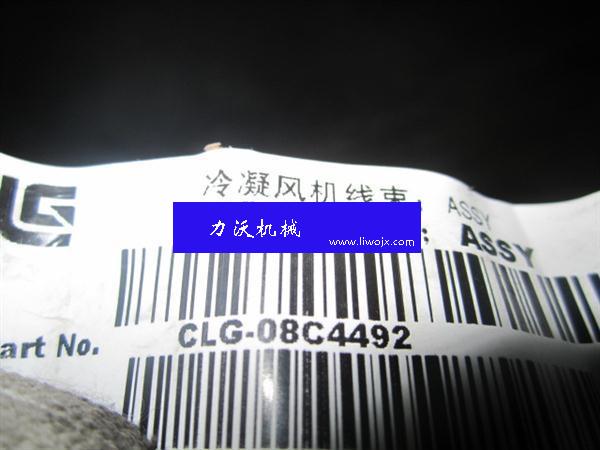 LG
冷凝风机线束, ASSY
力沃机械
www.liwojx.com
; ASSY
art No. CLG-08C4492